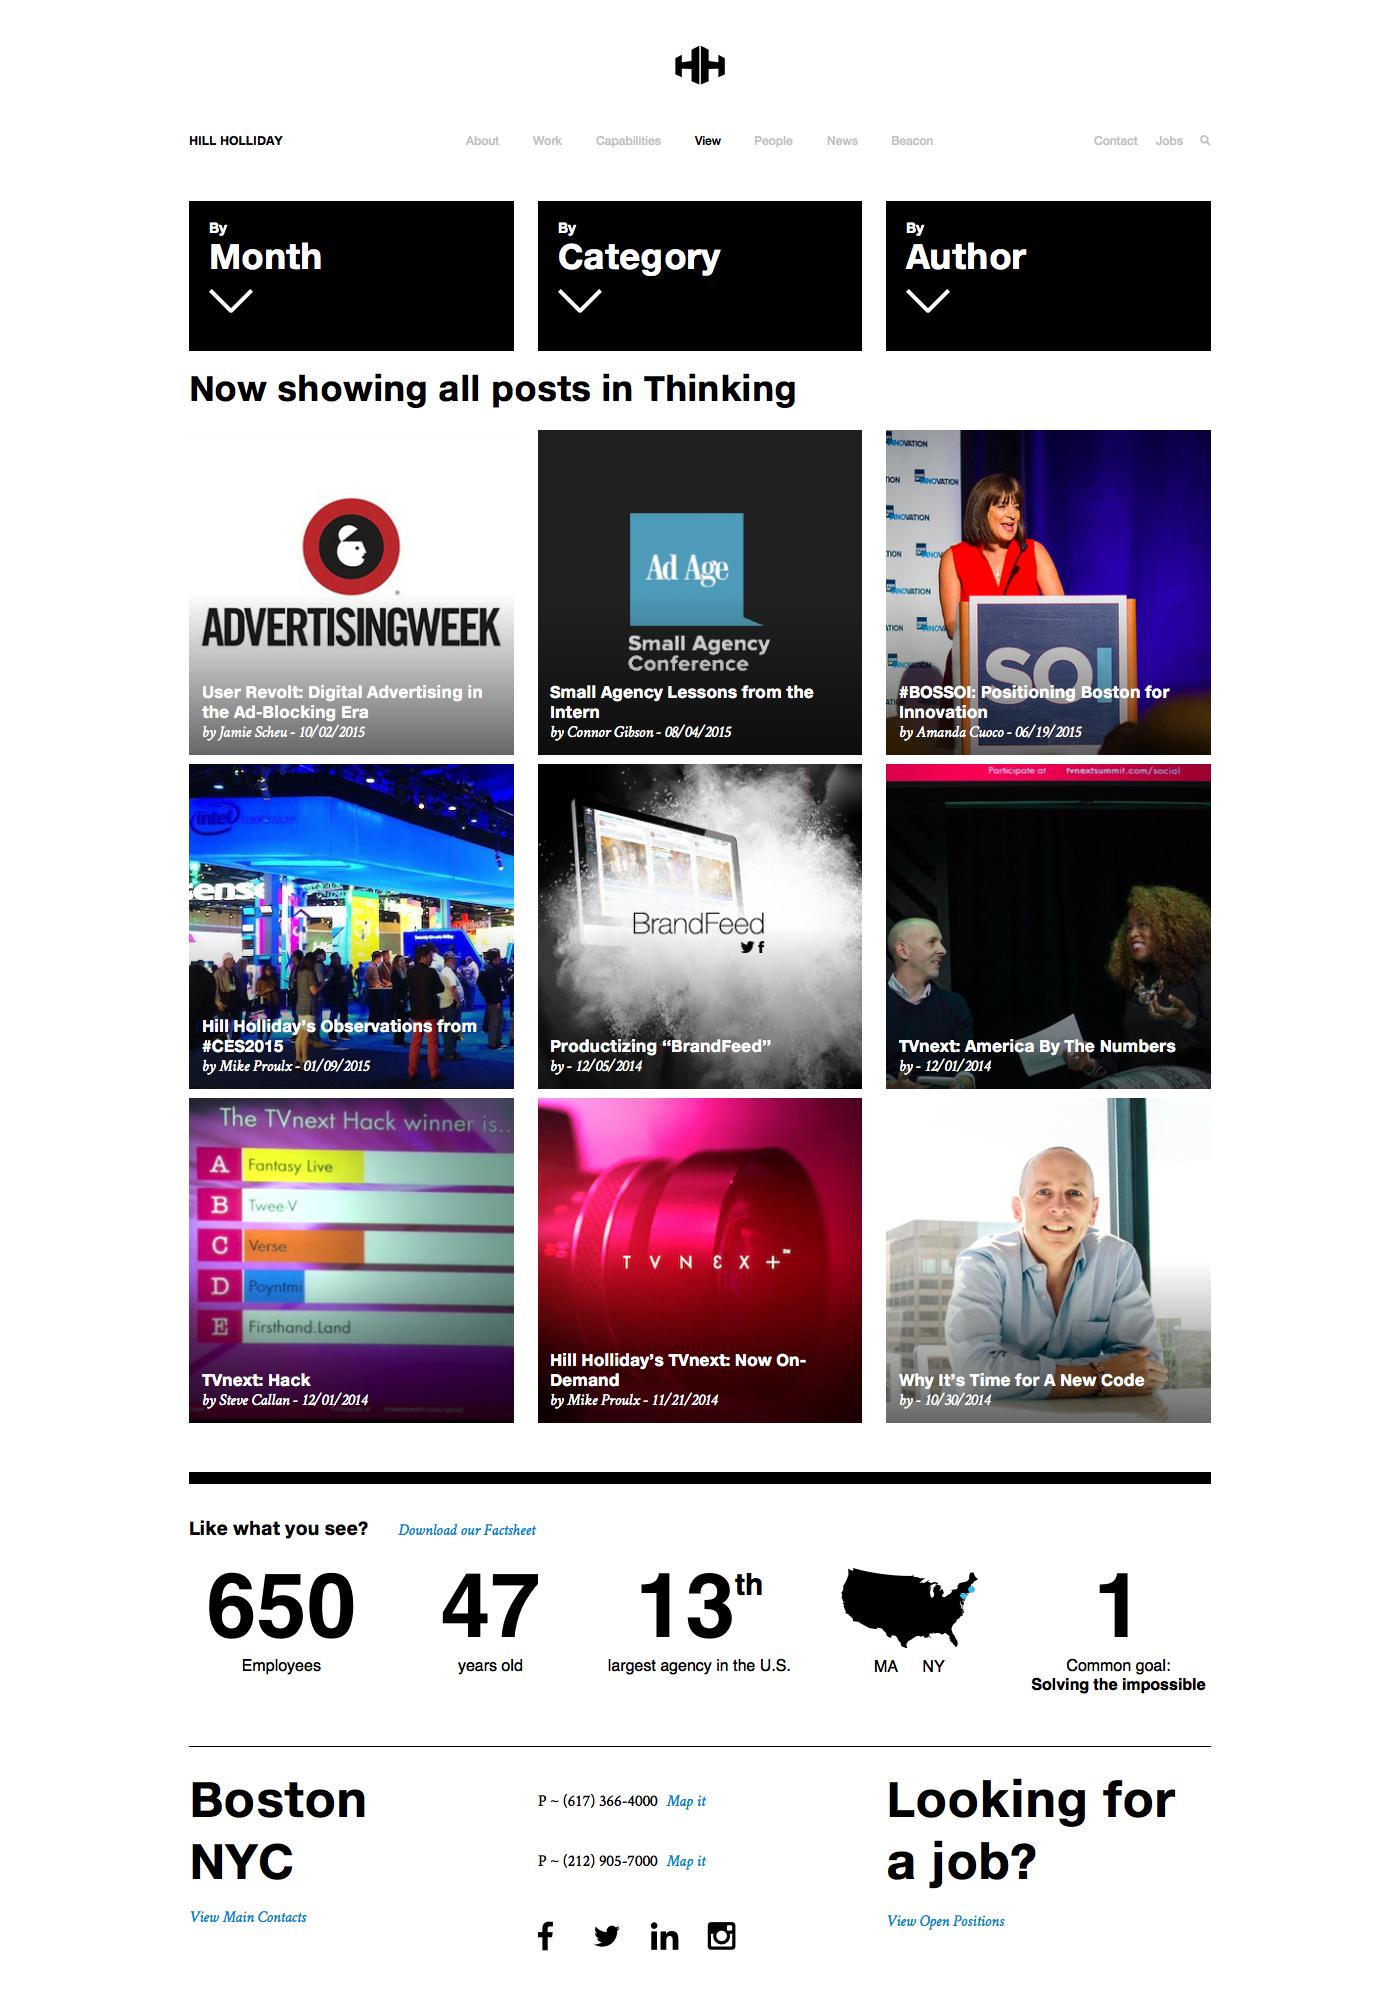 HILL HOLLIDAY
About Work Capabilities View People News Beacon
Contact Jobs
By
Month
By
Category
By
Author
Now showing all posts in Thinking
ADVERTISINGWEEK
User Revolt: Digital Advertising in
the Ad-Blocking Era
by Jamie Scheu - 10/02/2015
Ad Age
Small Agency
Conference
Small Agency Lessons from the
Intern
by Connor Gibson - 08/04/2015
SOI
#BOSSOI: Positioning Boston for
Innovation
by Amanda Cuoco - 06/19/2015
intel
Hill Holliday's Observations from
#CES2015
by Mike Proulx - 01/09/2015
BrandFeed
Productizing “BrandFeed”
by - 12/05/2014
Participate at tvnextsummit.com/social
TVnext: America By The Numbers
by - 12/01/2014
The TVnext Hack winner is...
A Fantasy Live
B Twee-V
C Verse
D Poyntmi
E Firsthand.Land
TVnext: Hack
by Steve Callan - 12/01/2014
TVNEX+™
Hill Holliday’s TVnext: Now On-
Demand
by Mike Proulx - 11/21/2014
Why It’s Time for A New Code
by - 10/30/2014
Like what you see? Download our Factsheet
650
Employees
47
years old
13th
largest agency in the U.S.
MA NY
1
Common goal:
Solving the impossible
Boston
NYC
View Main Contacts
P ~ (617) 366-4000 Map it
P ~ (212) 905-7000 Map it
Looking for
a job?
View Open Positions